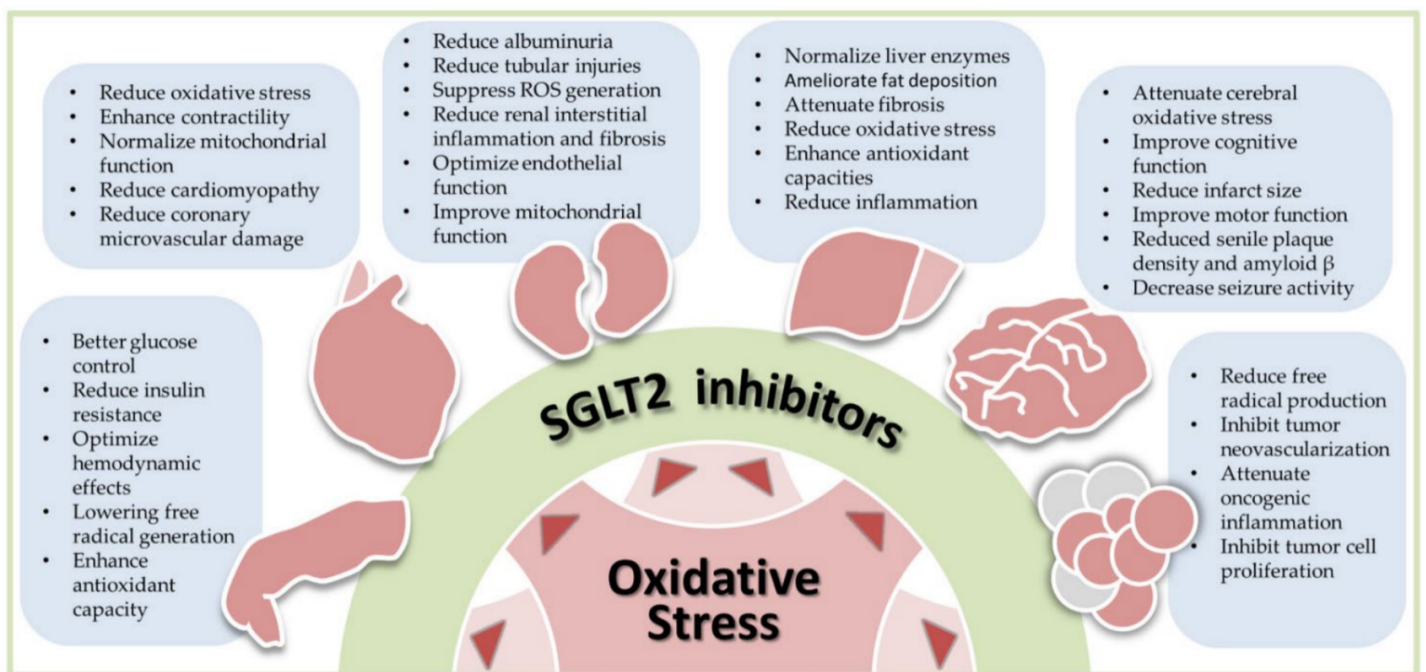 • Reduce oxidative stress
• Enhance contractility
• Normalize mitochondrial
function
• Reduce cardiomyopathy
• Reduce coronary
microvascular damage
• Reduce albuminuria
• Reduce tubular injuries
• Suppress ROS generation
• Reduce renal interstitial
inflammation and fibrosis
• Optimize endothelial
function
• Improve mitochondrial
function
• Normalize liver enzymes
• Ameliorate fat deposition
• Attenuate fibrosis
• Reduce oxidative stress
• Enhance antioxidant
capacities
• Reduce inflammation
• Attenuate cerebral
oxidative stress
• Improve cognitive
function
• Reduce infarct size
• Improve motor function
• Reduced senile plaque
density and amyloid β
• Decrease seizure activity
• Better glucose
control
• Reduce insulin
resistance
• Optimize
hemodynamic
effects
• Lowering free
radical generation
• Enhance
antioxidant
capacity
• Reduce free
radical production
• Inhibit tumor
neovascularization
• Attenuate
oncogenic
inflammation
• Inhibit tumor cell
proliferation
SGLT2 inhibitors
Oxidative
Stress